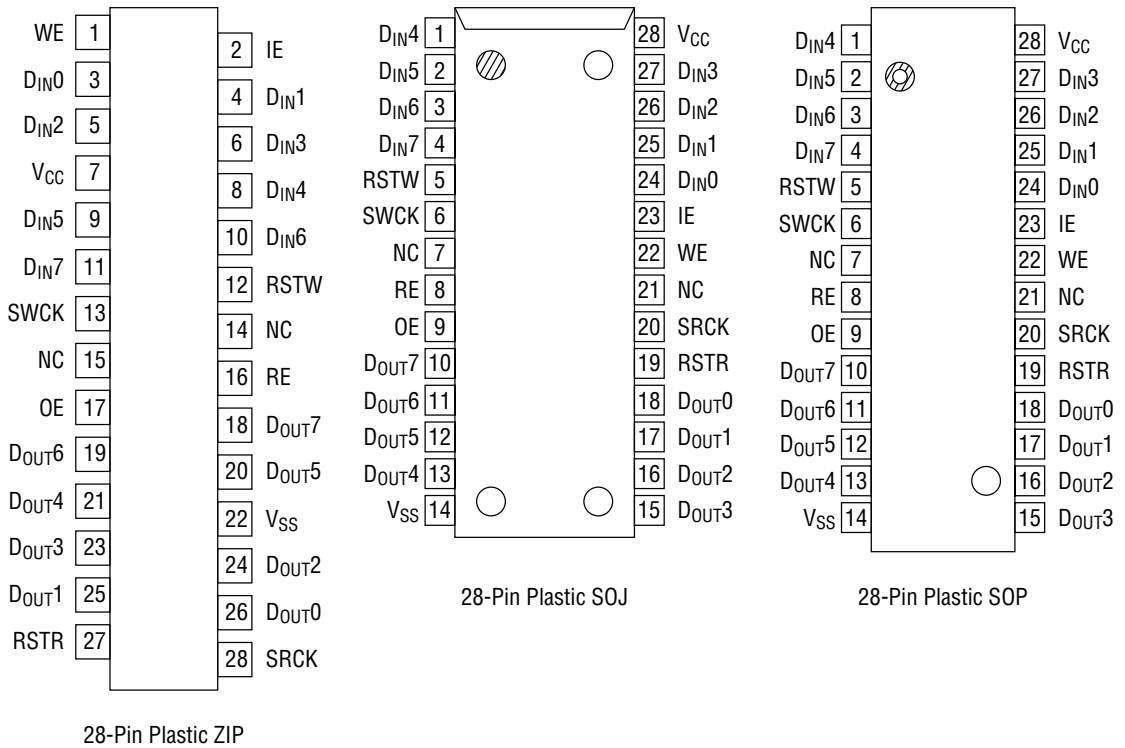 WE 1
2 IE
DIN0 3
4 DIN1
DIN2 5
6 DIN3
VCC 7
8 DIN4
DIN5 9
10 DIN6
DIN7 11
12 RSTW
SWCK 13
14 NC
NC 15
16 RE
OE 17
18 DOUT7
DOUT6 19
20 DOUT5
DOUT4 21
22 VSS
DOUT3 23
24 DOUT2
DOUT1 25
26 DOUT0
RSTR 27
28 SRCK
28-Pin Plastic ZIP
DIN4 1 28 VCC
DIN5 2 27 DIN3
DIN6 3 26 DIN2
DIN7 4 25 DIN1
RSTW 5 24 DIN0
SWCK 6 23 IE
NC 7 22 WE
RE 8 21 NC
OE 9 20 SRCK
DOUT7 10 19 RSTR
DOUT6 11 18 DOUT0
DOUT5 12 17 DOUT1
DOUT4 13 16 DOUT2
VSS 14 15 DOUT3
28-Pin Plastic SOJ
DIN4 1 28 VCC
DIN5 2 27 DIN3
DIN6 3 26 DIN2
DIN7 4 25 DIN1
RSTW 5 24 DIN0
SWCK 6 23 IE
NC 7 22 WE
RE 8 21 NC
OE 9 20 SRCK
DOUT7 10 19 RSTR
DOUT6 11 18 DOUT0
DOUT5 12 17 DOUT1
DOUT4 13 16 DOUT2
VSS 14 15 DOUT3
28-Pin Plastic SOP